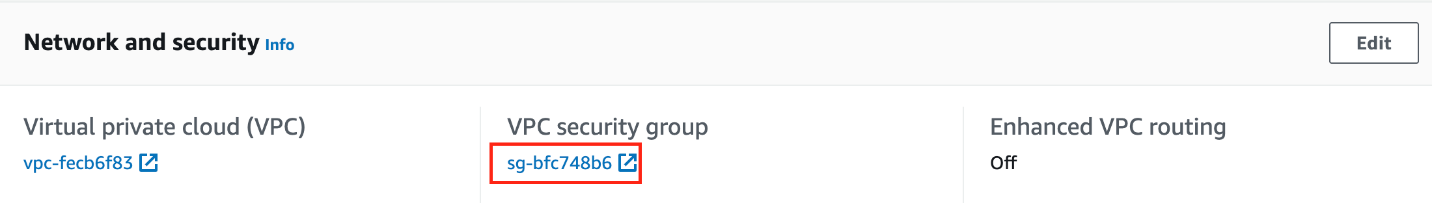 Network and security Info
Edit
Virtual private cloud (VPC)
vpc-fecb6f83
VPC security group
sg-bfc748b6
Enhanced VPC routing
Off